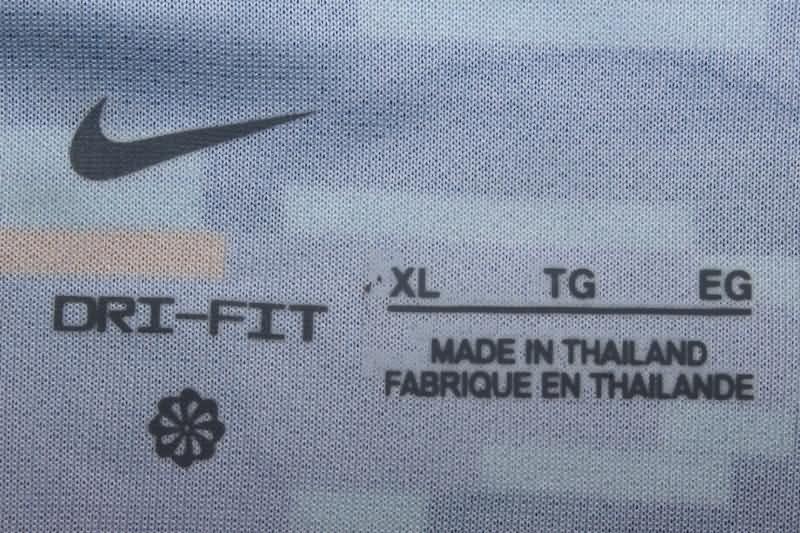 DRI-FIT
XL TG EG
MADE IN THAILAND
FABRIQUE EN THAILANDE